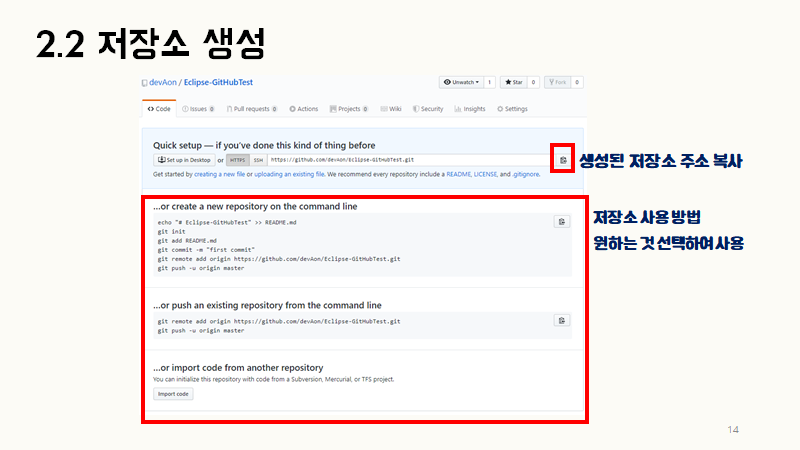 2.2 저장소 생성
devAon / Eclipse-GitHubTest
Unwatch 1 Star 0 Fork 0
Code Issues 0 Pull requests 0 Actions Projects 0 Wiki Security Insights Settings
Quick setup — if you've done this kind of thing before
Set up in Desktop or HTTPS SSH https://github.com/devAon/Eclipse-GitHubTest.git
생성된 저장소 주소 복사
Get started by creating a new file or uploading an existing file. We recommend every repository include a README, LICENSE, and .gitignore.
…or create a new repository on the command line
저장소 사용 방법
원하는 것 선택하여 사용
echo "# Eclipse-GitHubTest" >> README.md
git init
git add README.md
git commit -m "first commit"
git remote add origin https://github.com/devAon/Eclipse-GitHubTest.git
git push -u origin master
…or push an existing repository from the command line
git remote add origin https://github.com/devAon/Eclipse-GitHubTest.git
git push -u origin master
…or import code from another repository
You can initialize this repository with code from a Subversion, Mercurial, or TFS project.
Import code
14